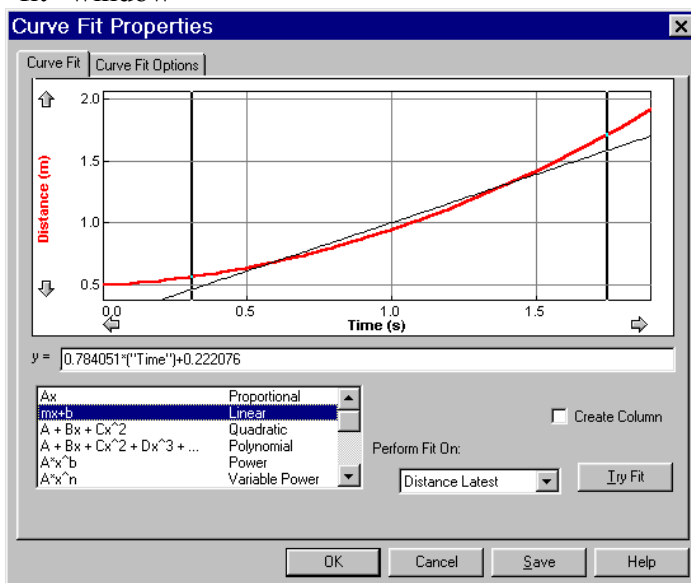 "fit" window
Curve Fit Properties
Curve Fit
Curve Fit Options
2.0
1.5
1.0
0.5
Distance (m)
0.0
0.5
1.0
1.5
Time (s)
y = 0.784051*("Time")+0.222076
Ax Proportional
mx+b Linear
A + Bx + Cx^2 Quadratic
A + Bx + Cx^2 + Dx^3 + ... Polynomial
A*x^b Power
A*x^n Variable Power
Create Column
Perform Fit On:
Distance Latest
Try Fit
OK
Cancel
Save
Help